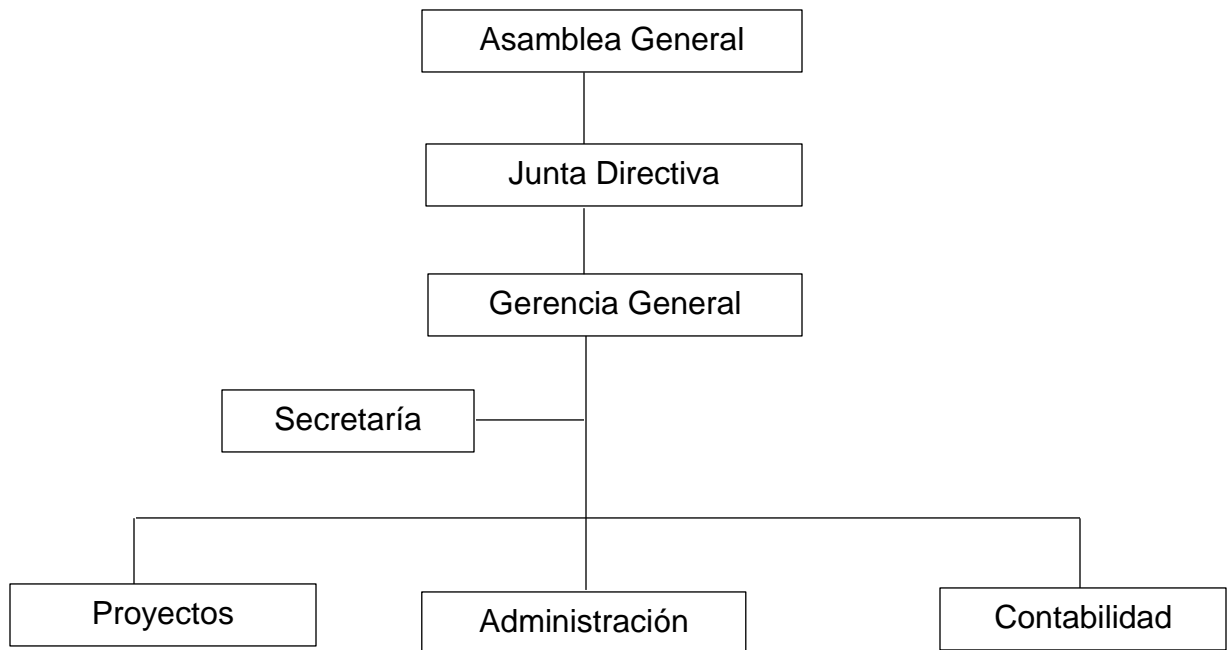 Asamblea General
Junta Directiva
Gerencia General
Secretaría
Proyectos
Administración
Contabilidad